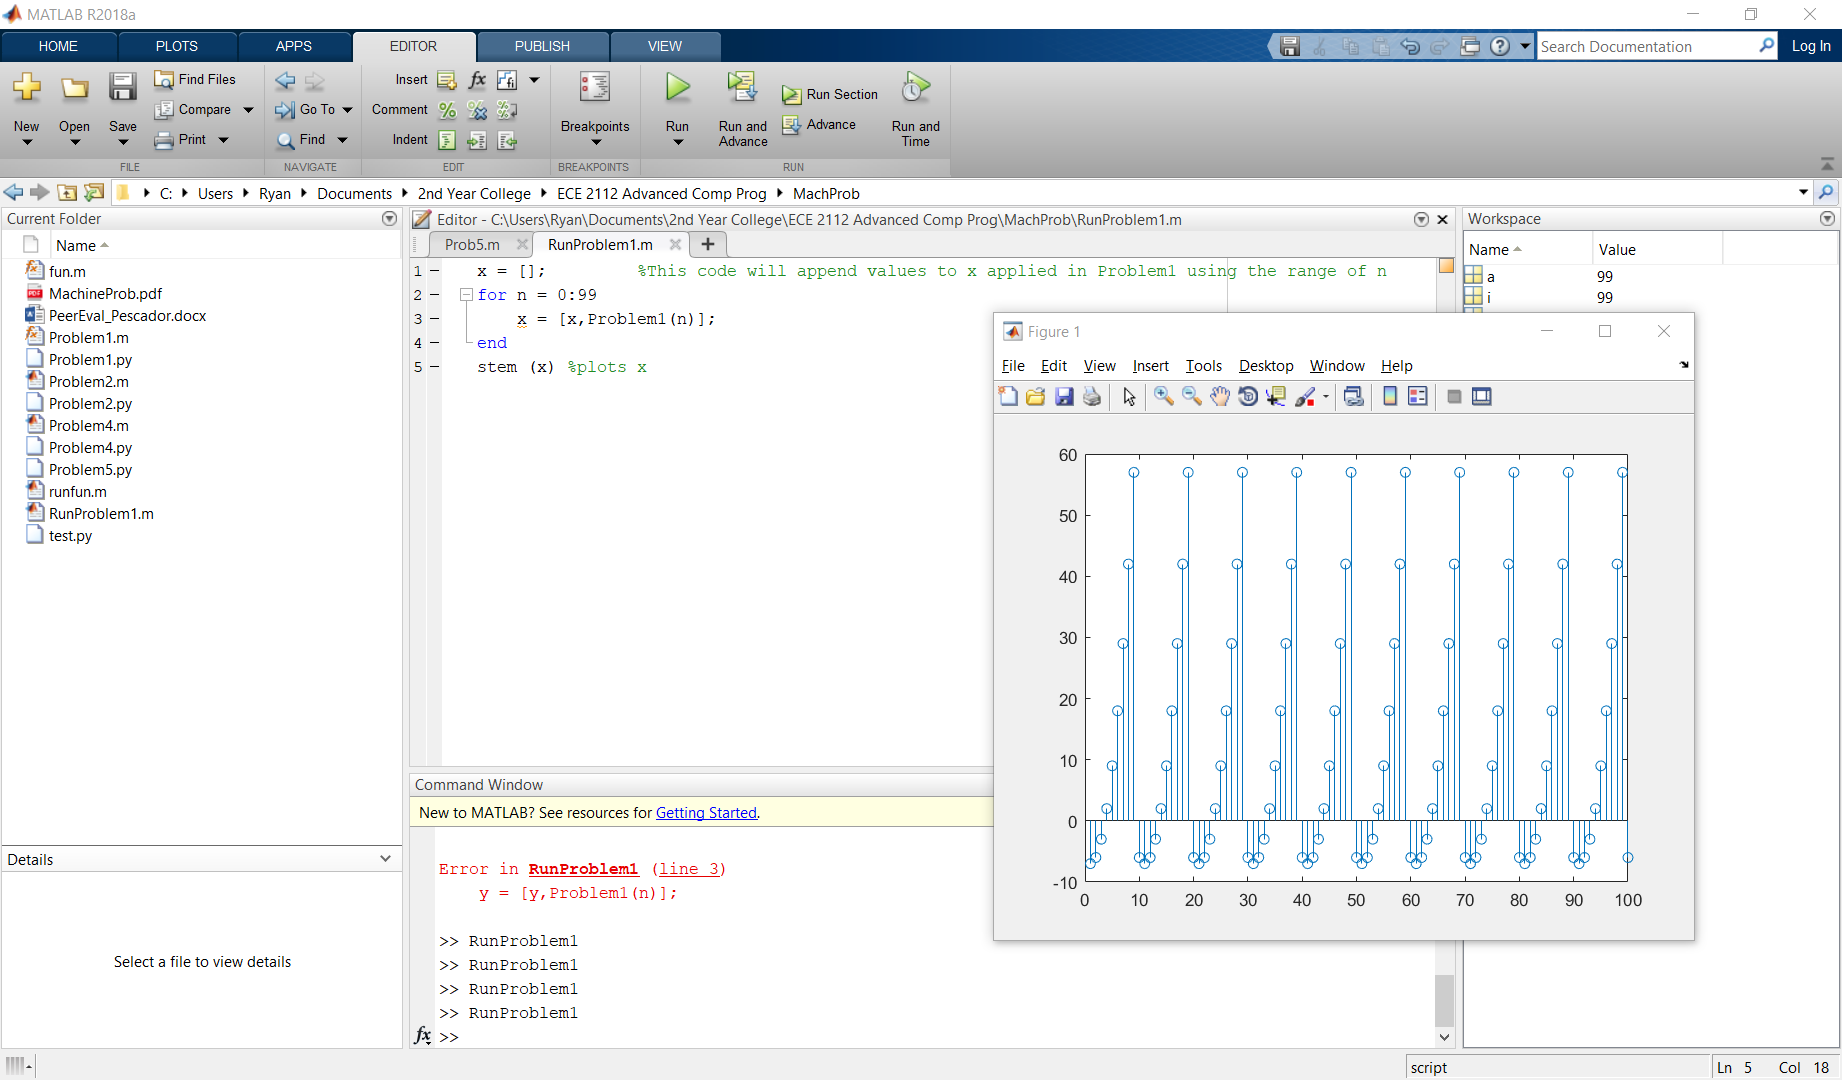 MATLAB R2018a
HOME PLOTS APPS EDITOR PUBLISH VIEW
Search Documentation
Log In
New
Open
Save
Find Files
Compare
Print
FILE
Go To
Find
NAVIGATE
Insert fx
Comment
Indent
EDIT
Breakpoints
BREAKPOINTS
Run
Run and Advance
Run Section
Advance
Run and Time
RUN
C: Users Ryan Documents 2nd Year College ECE 2112 Advanced Comp Prog MachProb
Current Folder
Name
fun.m
MachineProb.pdf
PeerEval_Pescador.docx
Problem1.m
Problem1.py
Problem2.m
Problem2.py
Problem4.m
Problem4.py
Problem5.py
runfun.m
RunProblem1.m
test.py
Details
Select a file to view details
Editor - C:\Users\Ryan\Documents\2nd Year College\ECE 2112 Advanced Comp Prog\MachProb\RunProblem1.m
Prob5.m RunProblem1.m +
1 – x = []; %This code will append values to x applied in Problem1 using the range of n
2 – for n = 0:99
3 – x = [x,Problem1(n)];
4 – end
5 – stem (x) %plots x
Command Window
New to MATLAB? See resources for Getting Started.
Error in RunProblem1 (line 3)
y = [y,Problem1(n)];
>> RunProblem1
>> RunProblem1
>> RunProblem1
>> RunProblem1
fx >>
Workspace
Name Value
a 99
i 99
Figure 1
File Edit View Insert Tools Desktop Window Help
60
50
40
30
20
10
0
-10
0 10 20 30 40 50 60 70 80 90 100
script
Ln 5 Col 18